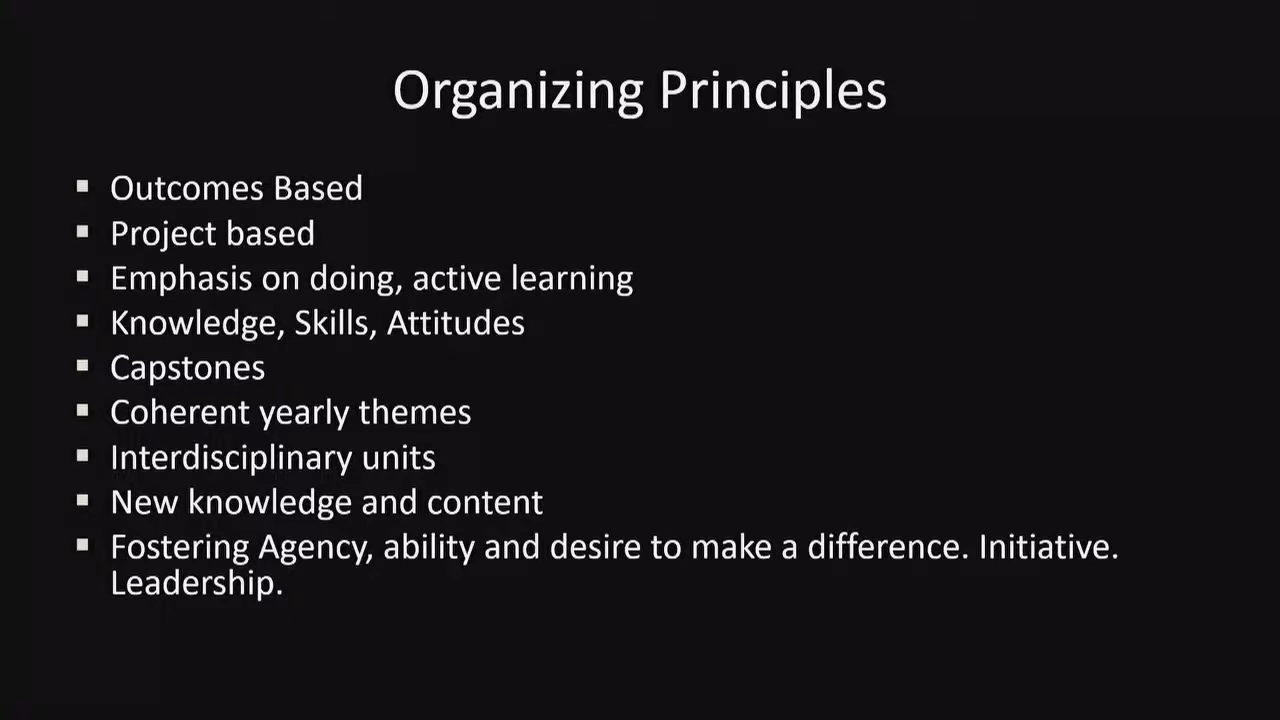 Organizing Principles
▪ Outcomes Based
▪ Project based
▪ Emphasis on doing, active learning
▪ Knowledge, Skills, Attitudes
▪ Capstones
▪ Coherent yearly themes
▪ Interdisciplinary units
▪ New knowledge and content
▪ Fostering Agency, ability and desire to make a difference. Initiative.
Leadership.